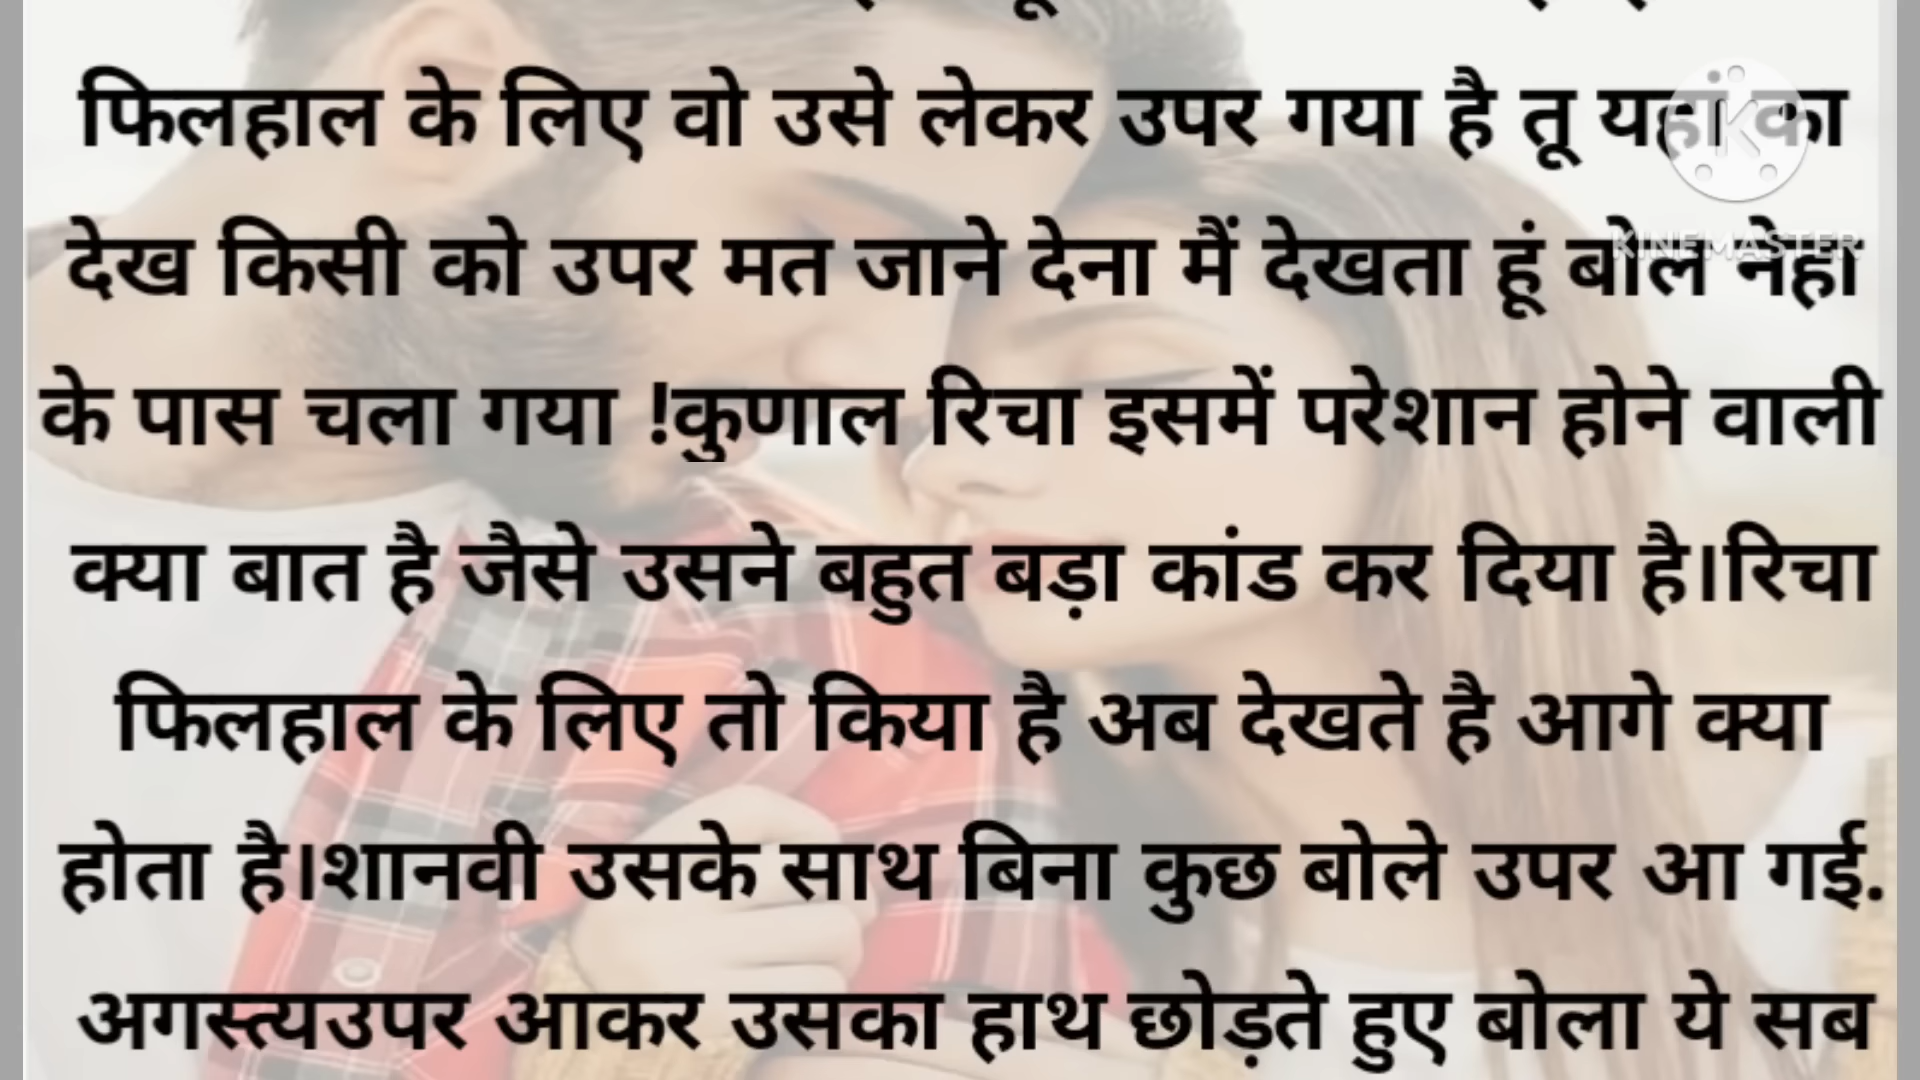 फिलहाल के लिए वो उसे लेकर उपर गया है तू यहां का
देख किसी को उपर मत जाने देना मैं देखता हूं बोल नेहा
के पास चला गया !कुणाल रिचा इसमें परेशान होने वाली
क्या बात है जैसे उसने बहुत बड़ा कांड कर दिया है।रिचा
फिलहाल के लिए तो किया है अब देखते है आगे क्या
होता है।शानवी उसके साथ बिना कुछ बोले उपर आ गई.
अगस्त्यउपर आकर उसका हाथ छोड़ते हुए बोला ये सब
KINEMASTER